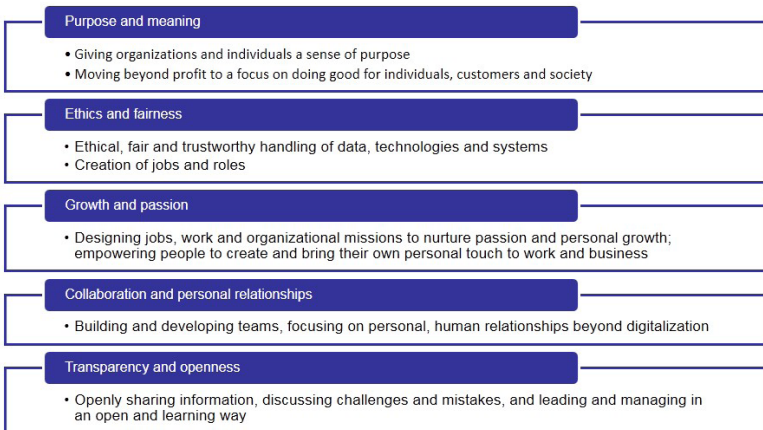 Purpose and meaning
• Giving organizations and individuals a sense of purpose
• Moving beyond profit to a focus on doing good for individuals, customers and society
Ethics and fairness
• Ethical, fair and trustworthy handling of data, technologies and systems
• Creation of jobs and roles
Growth and passion
• Designing jobs, work and organizational missions to nurture passion and personal growth;
empowering people to create and bring their own personal touch to work and business
Collaboration and personal relationships
• Building and developing teams, focusing on personal, human relationships beyond digitalization
Transparency and openness
• Openly sharing information, discussing challenges and mistakes, and leading and managing in
an open and learning way